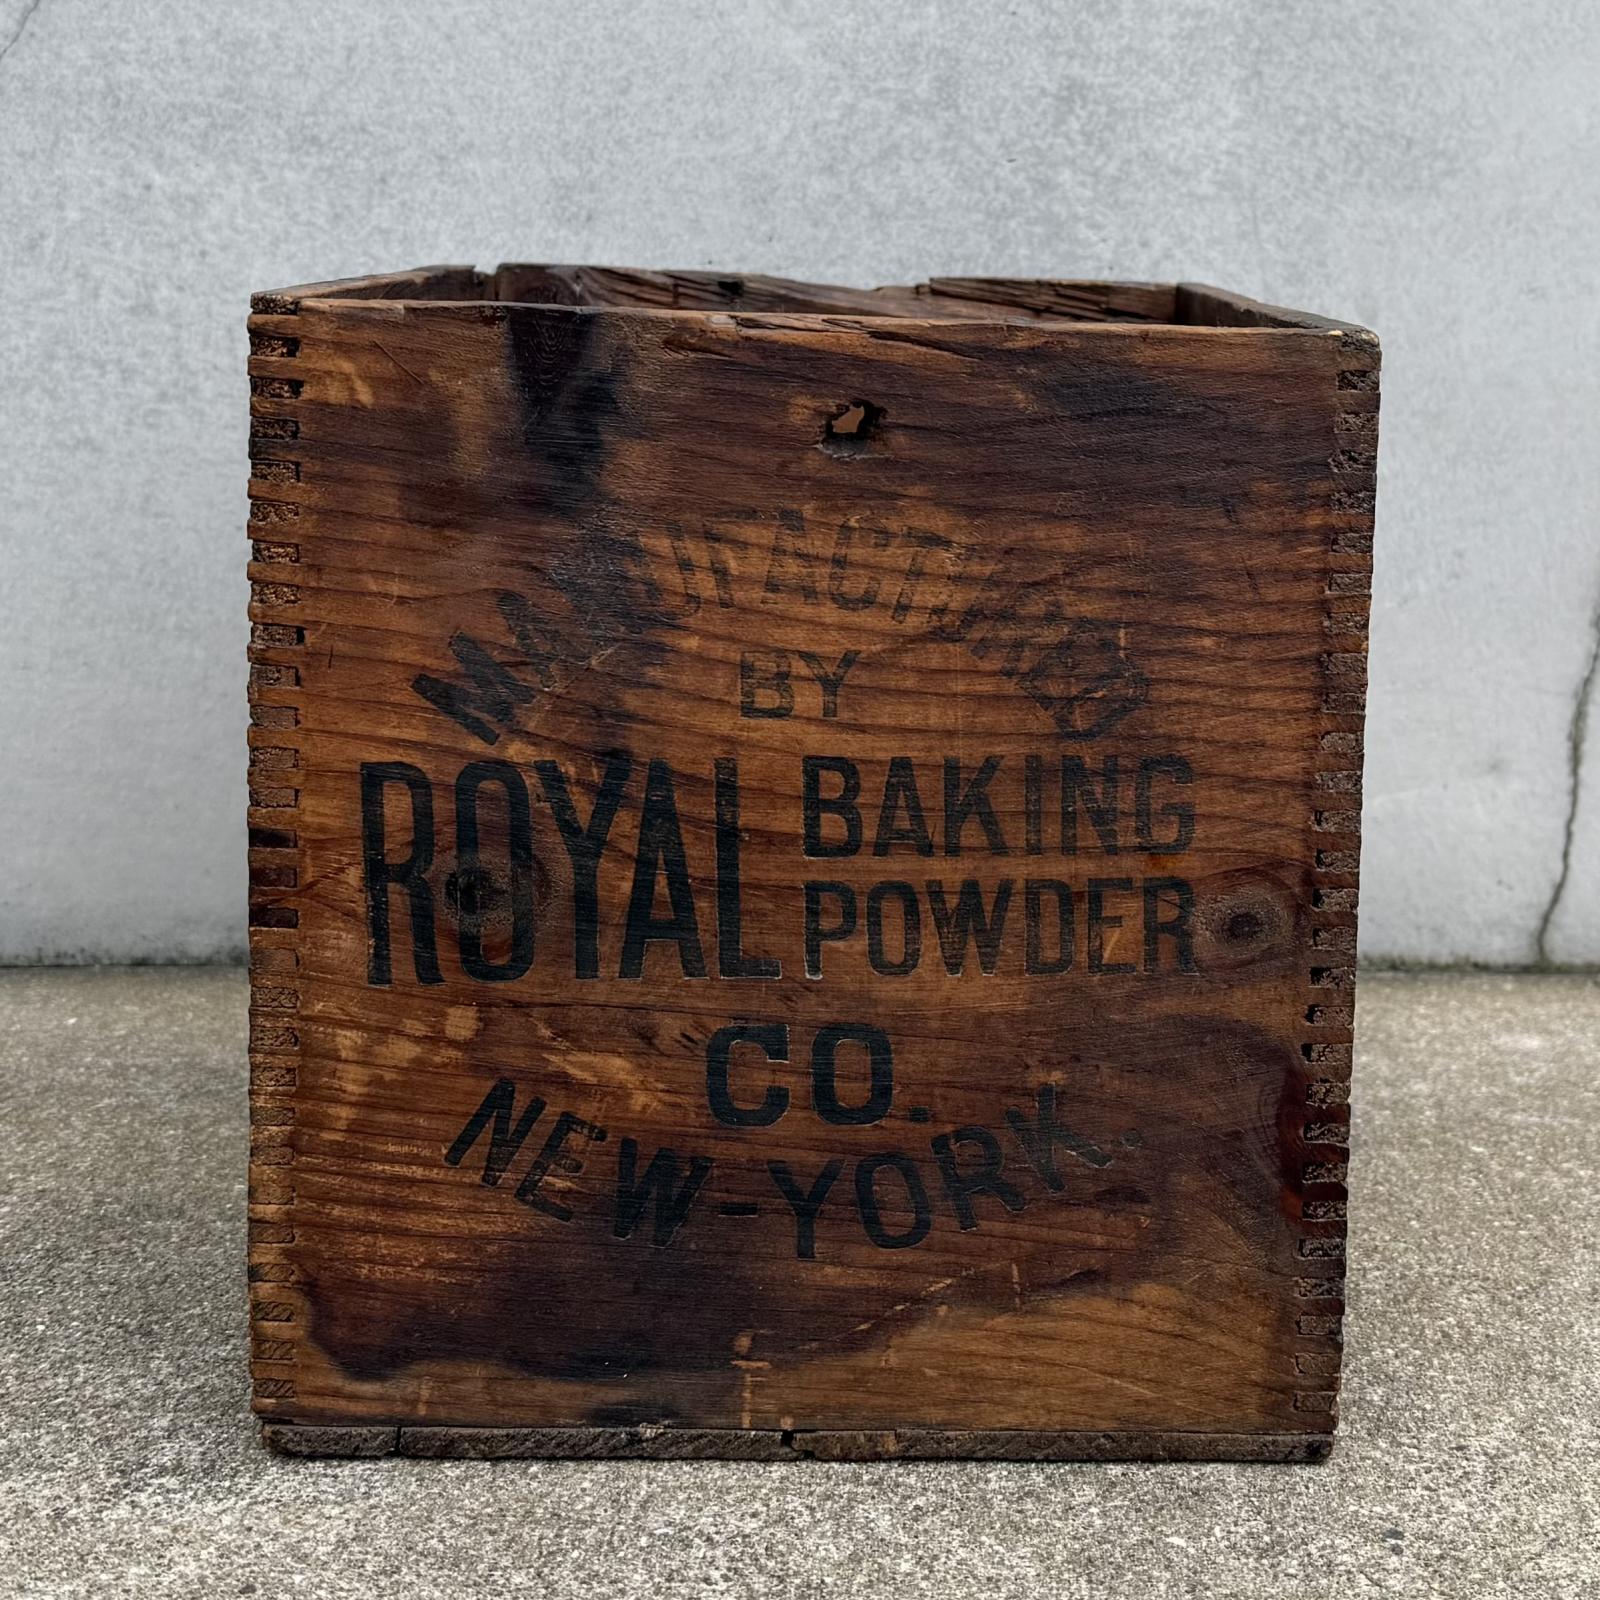 MANUFACTURED
BY
ROYAL BAKING
POWDER
CO.
NEW-YORK.